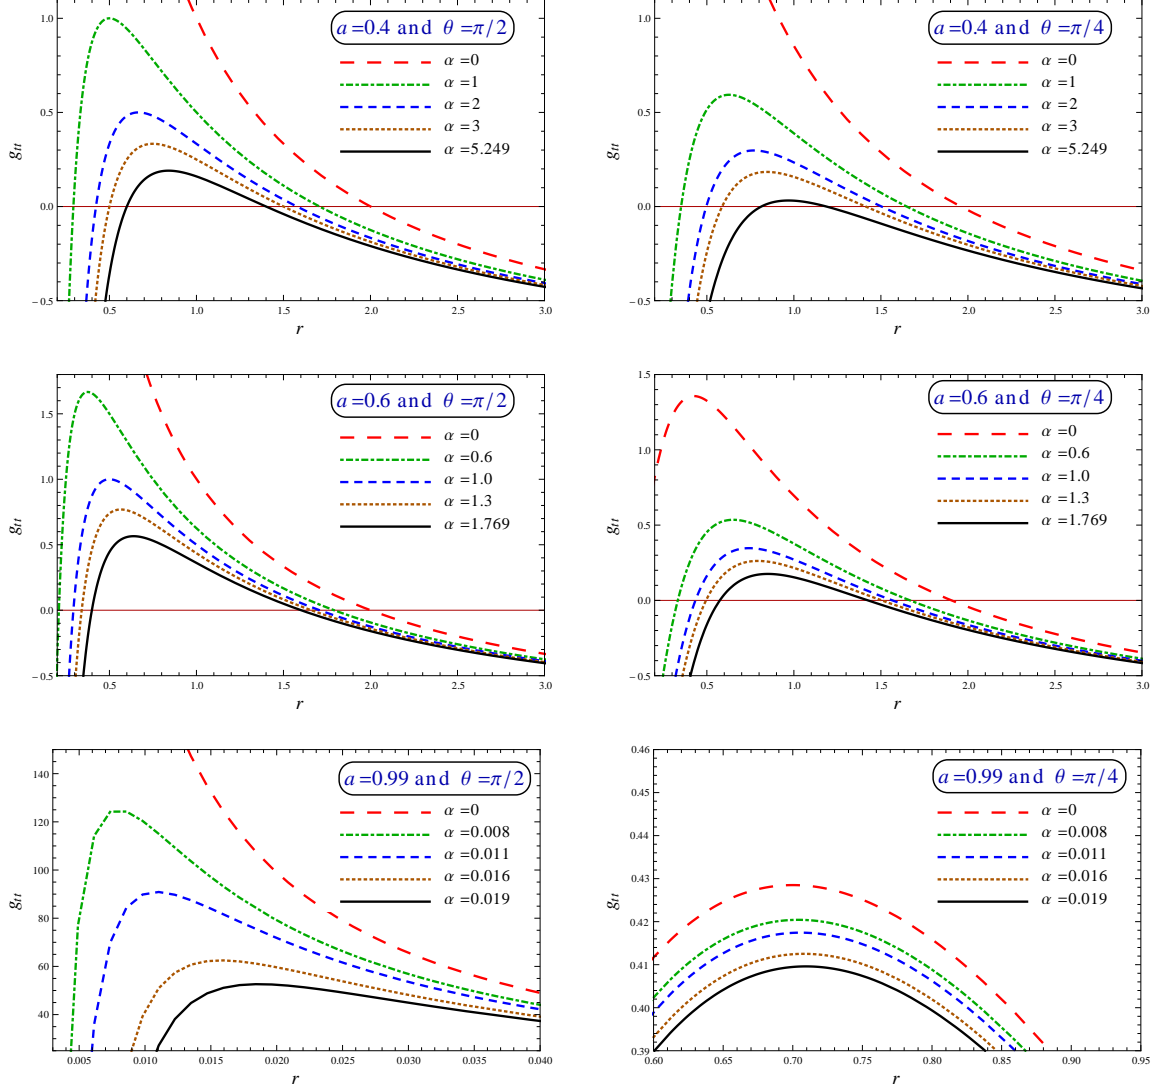 a=0.4 and θ=π/2
α=0
α=1
α=2
α=3
α=5.249
1.0
0.5
0.0
−0.5
g_tt
0.5 1.0 1.5 2.0 2.5 3.0
r
a=0.4 and θ=π/4
α=0
α=1
α=2
α=3
α=5.249
1.0
0.5
0.0
−0.5
g_tt
0.5 1.0 1.5 2.0 2.5 3.0
r
a=0.6 and θ=π/2
α=0
α=0.6
α=1.0
α=1.3
α=1.769
1.5
1.0
0.5
0.0
−0.5
g_tt
0.5 1.0 1.5 2.0 2.5 3.0
r
a=0.6 and θ=π/4
α=0
α=0.6
α=1.0
α=1.3
α=1.769
1.5
1.0
0.5
0.0
−0.5
g_tt
0.5 1.0 1.5 2.0 2.5 3.0
r
a=0.99 and θ=π/2
α=0
α=0.008
α=0.011
α=0.016
α=0.019
140
120
100
80
60
40
g_tt
0.005 0.010 0.015 0.020 0.025 0.030 0.035 0.040
r
a=0.99 and θ=π/4
α=0
α=0.008
α=0.011
α=0.016
α=0.019
0.46
0.45
0.44
0.43
0.42
0.41
0.40
0.39
g_tt
0.60 0.65 0.70 0.75 0.80 0.85 0.90 0.95
r